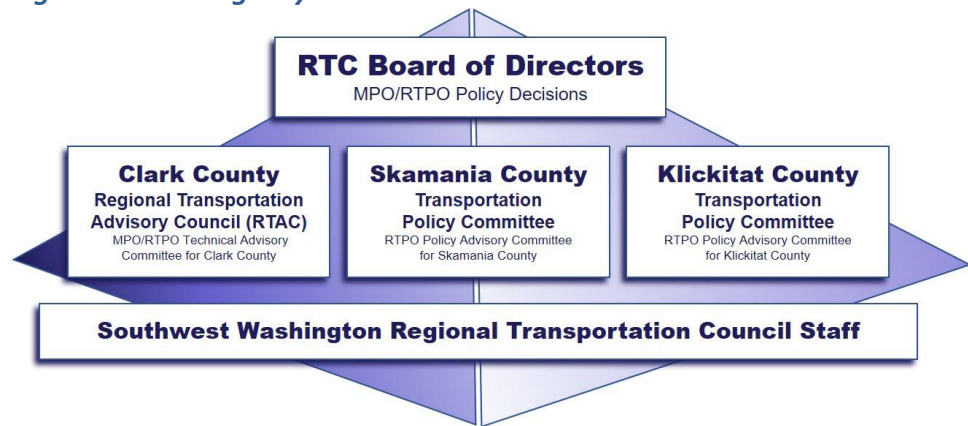 RTC Board of Directors
MPO/RTPO Policy Decisions
Clark County
Regional Transportation
Advisory Council (RTAC)
MPO/RTPO Technical Advisory
Committee for Clark County
Skamania County
Transportation
Policy Committee
RTPO Policy Advisory Committee
for Skamania County
Klickitat County
Transportation
Policy Committee
RTPO Policy Advisory Committee
for Klickitat County
Southwest Washington Regional Transportation Council Staff